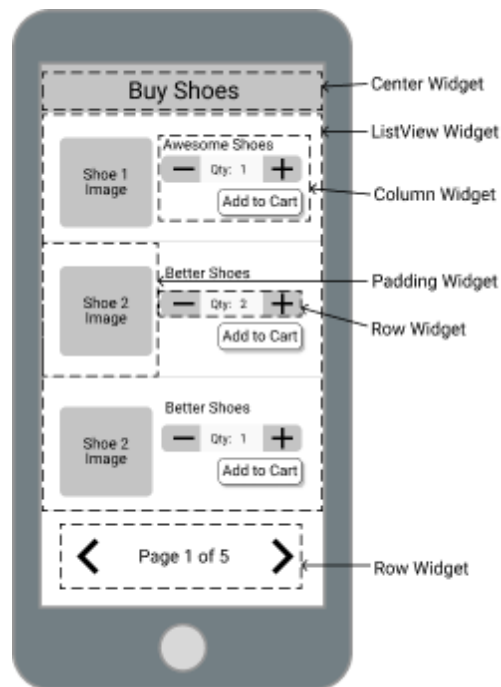 Buy Shoes
Center Widget
ListView Widget
Awesome Shoes
Shoe 1
Image
Qty: 1
Add to Cart
Column Widget
Better Shoes
Padding Widget
Shoe 2
Image
Qty: 2
Add to Cart
Row Widget
Better Shoes
Shoe 2
Image
Qty: 1
Add to Cart
Page 1 of 5
Row Widget